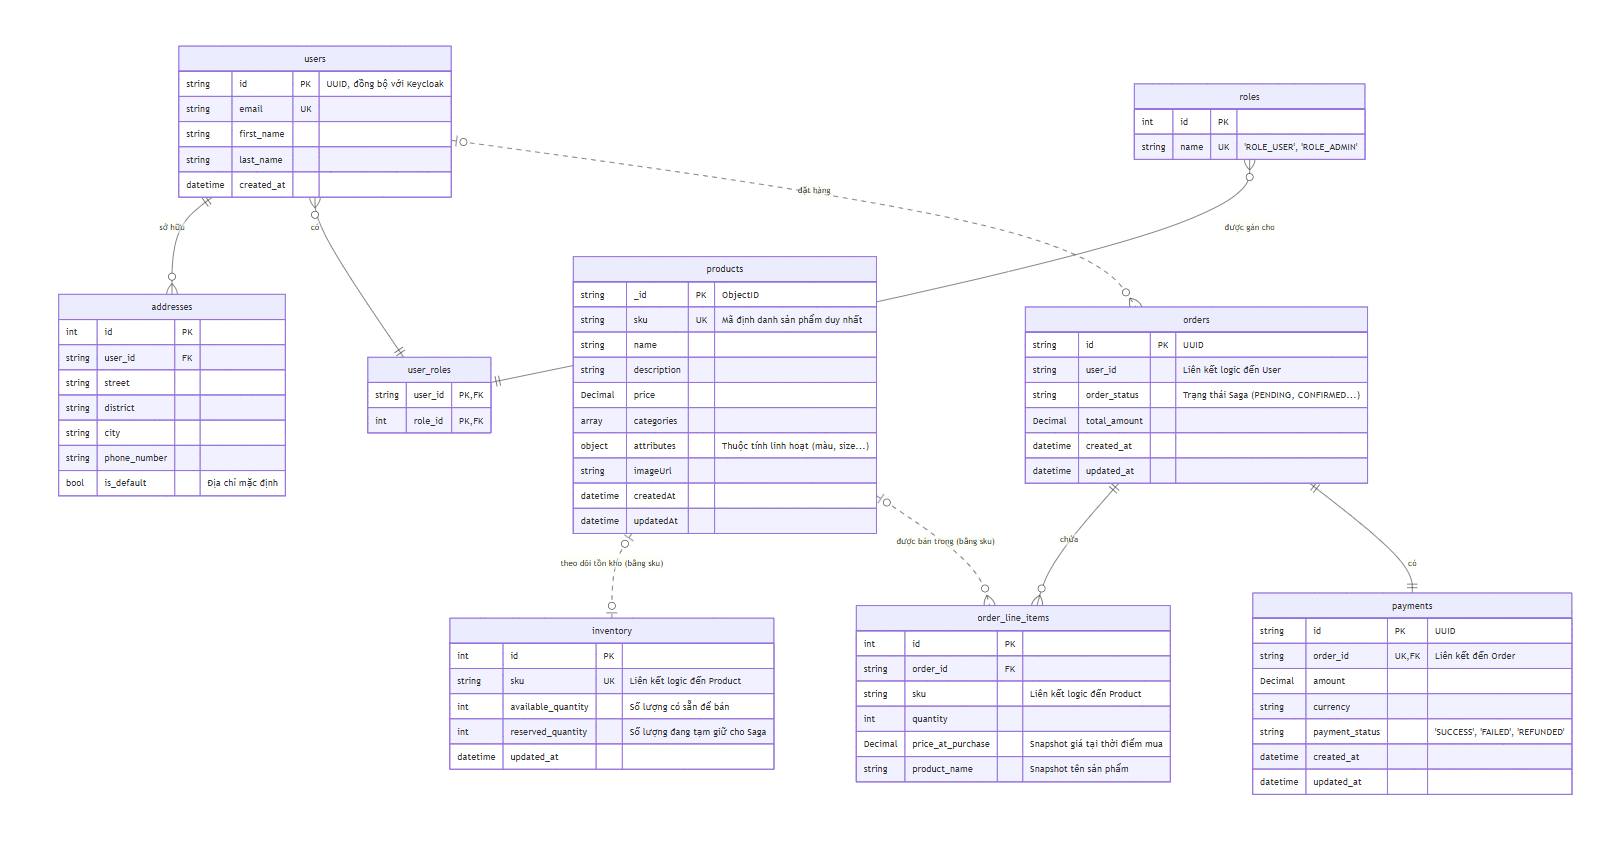 users
string id PK UUID, đồng bộ với Keycloak
string email UK
string first_name
string last_name
datetime created_at
roles
int id PK
string name UK 'ROLE_USER', 'ROLE_ADMIN'
đặt hàng
sở hữu
có
được gán cho
addresses
int id PK
string user_id FK
string street
string district
string city
string phone_number
bool is_default Địa chỉ mặc định
user_roles
string user_id PK,FK
int role_id PK,FK
products
string _id PK ObjectID
string sku UK Mã định danh sản phẩm duy nhất
string name
string description
Decimal price
array categories
object attributes Thuộc tính linh hoạt (màu, size...)
string imageUrl
datetime createdAt
datetime updatedAt
orders
string id PK UUID
string user_id Liên kết logic đến User
string order_status Trạng thái Saga (PENDING, CONFIRMED...)
Decimal total_amount
datetime created_at
datetime updated_at
theo dõi tồn kho (bằng sku)
được bán trong (bằng sku)
chứa
có
inventory
int id PK
string sku UK Liên kết logic đến Product
int available_quantity Số lượng có sẵn để bán
int reserved_quantity Số lượng đang tạm giữ cho Saga
datetime updated_at
order_line_items
int id PK
string order_id FK
string sku Liên kết logic đến Product
int quantity
Decimal price_at_purchase Snapshot giá tại thời điểm mua
string product_name Snapshot tên sản phẩm
payments
string id PK UUID
string order_id UK,FK Liên kết đến Order
Decimal amount
string currency
string payment_status 'SUCCESS', 'FAILED', 'REFUNDED'
datetime created_at
datetime updated_at